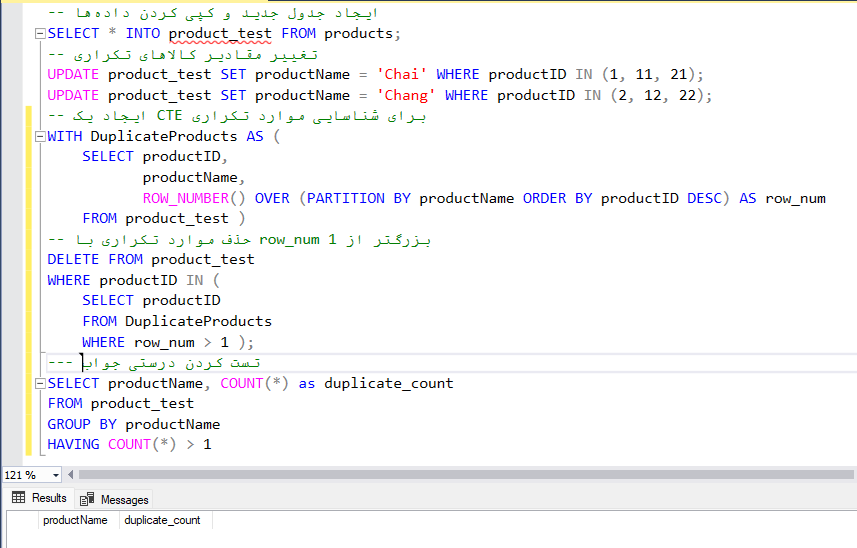 -- ایجاد جدول جدید و کپی کردن داده‌ها
SELECT * INTO product_test FROM products;
-- تغییر مقادیر کالاهای تکراری
UPDATE product_test SET productName = 'Chai' WHERE productID IN (1, 11, 21);
UPDATE product_test SET productName = 'Chang' WHERE productID IN (2, 12, 22);
-- ایجاد یک CTE برای شناسایی موارد تکراری
WITH DuplicateProducts AS (
SELECT productID,
productName,
ROW_NUMBER() OVER (PARTITION BY productName ORDER BY productID DESC) AS row_num
FROM product_test )
-- حذف موارد تکراری با row_num بزرگتر از 1
DELETE FROM product_test
WHERE productID IN (
SELECT productID
FROM DuplicateProducts
WHERE row_num > 1 );
--- تست کردن درستی جواب
SELECT productName, COUNT(*) as duplicate_count
FROM product_test
GROUP BY productName
HAVING COUNT(*) > 1
121 %
Results Messages
productName duplicate_count